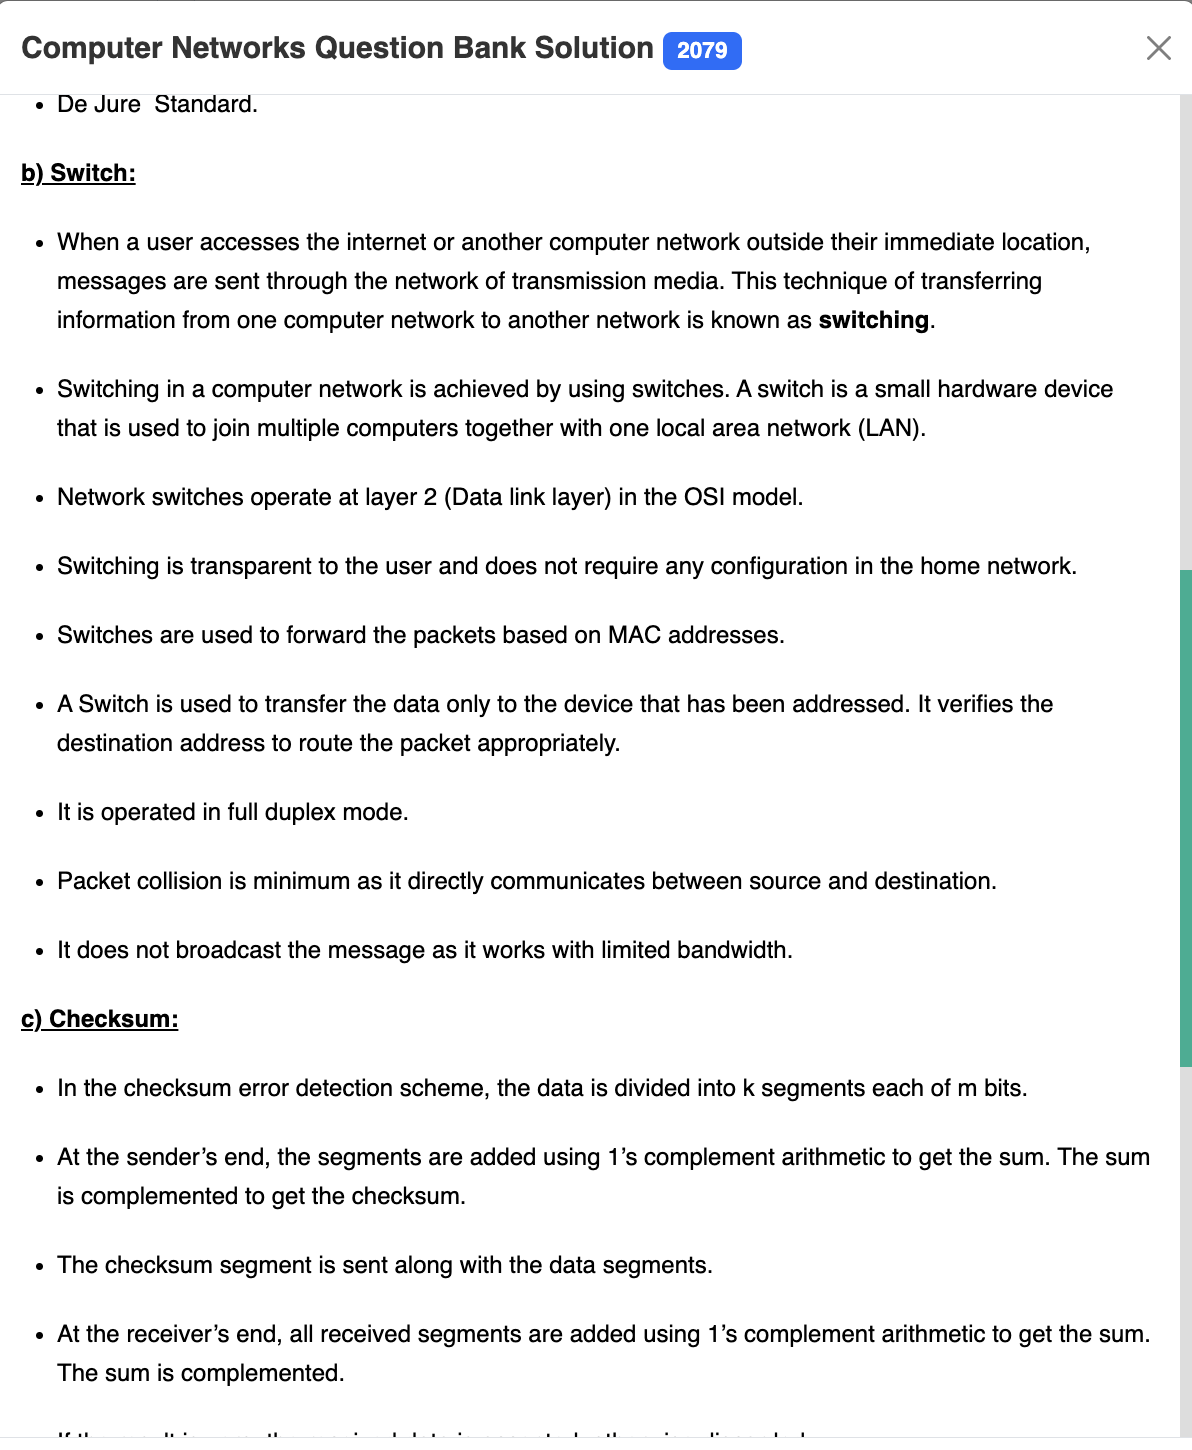 Computer Networks Question Bank Solution 2079
• De Jure Standard.
b) Switch:
• When a user accesses the internet or another computer network outside their immediate location,
messages are sent through the network of transmission media. This technique of transferring
information from one computer network to another network is known as switching.
• Switching in a computer network is achieved by using switches. A switch is a small hardware device
that is used to join multiple computers together with one local area network (LAN).
• Network switches operate at layer 2 (Data link layer) in the OSI model.
• Switching is transparent to the user and does not require any configuration in the home network.
• Switches are used to forward the packets based on MAC addresses.
• A Switch is used to transfer the data only to the device that has been addressed. It verifies the
destination address to route the packet appropriately.
• It is operated in full duplex mode.
• Packet collision is minimum as it directly communicates between source and destination.
• It does not broadcast the message as it works with limited bandwidth.
c) Checksum:
• In the checksum error detection scheme, the data is divided into k segments each of m bits.
• At the sender’s end, the segments are added using 1’s complement arithmetic to get the sum. The sum
is complemented to get the checksum.
• The checksum segment is sent along with the data segments.
• At the receiver’s end, all received segments are added using 1’s complement arithmetic to get the sum.
The sum is complemented.